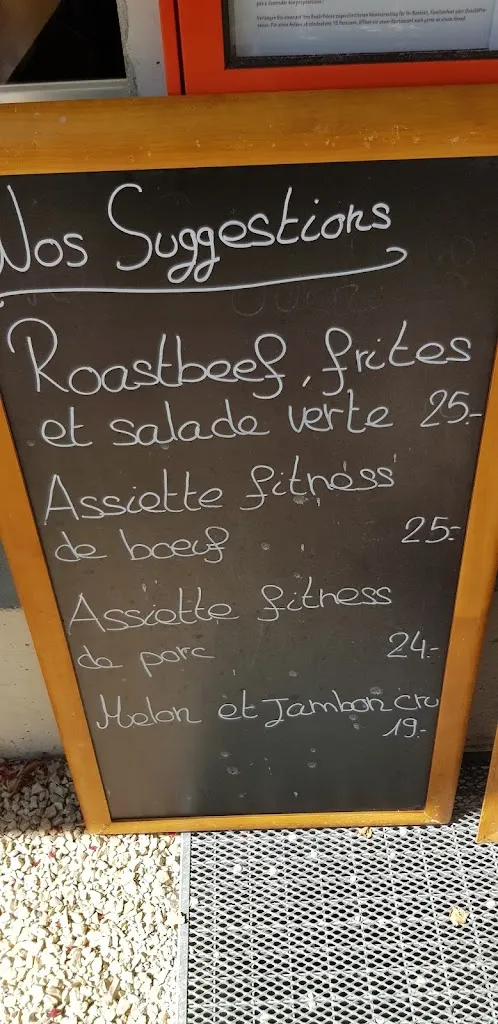 Nos Suggestions
Roastbeef, frites
et salade verte 25.-
Assiette fitness
de boeuf 25.-
Assiette fitness
de porc 24.-
Melon et Jambon cru
19.-